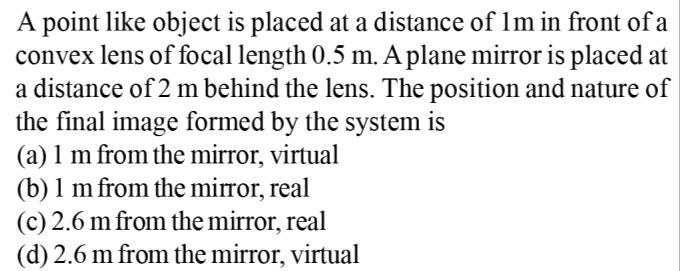 A point like object is placed at a distance of 1m in front of a
convex lens of focal length 0.5 m. A plane mirror is placed at
a distance of 2 m behind the lens. The position and nature of
the final image formed by the system is
(a) 1 m from the mirror, virtual
(b) 1 m from the mirror, real
(c) 2.6 m from the mirror, real
(d) 2.6 m from the mirror, virtual